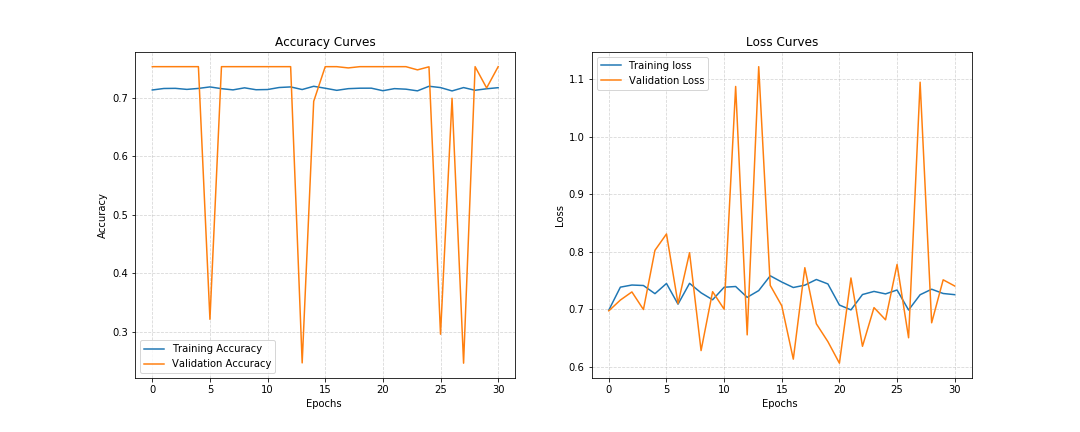 Accuracy Curves
Accuracy
0.7
0.6
0.5
0.4
0.3
Training Accuracy
Validation Accuracy
0 5 10 15 20 25 30
Epochs
Loss Curves
Loss
Training loss
Validation Loss
1.1
1.0
0.9
0.8
0.7
0.6
0 5 10 15 20 25 30
Epochs